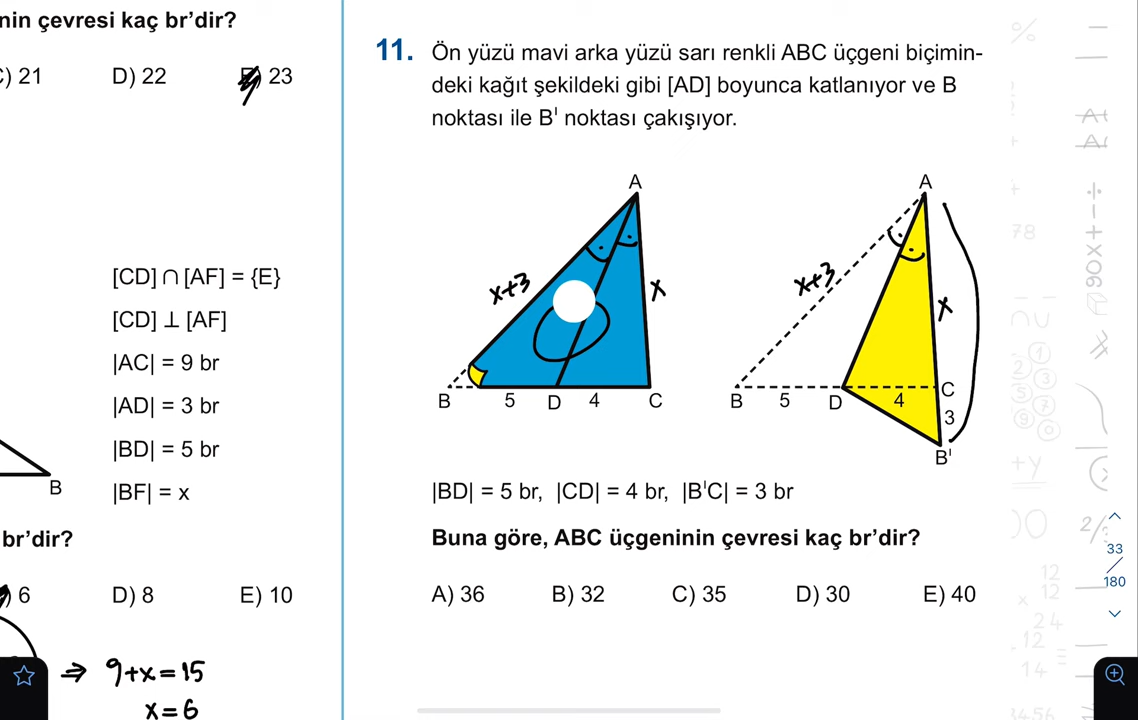 nin çevresi kaç br’dir?
) 21
D) 22
E) 23
[CD] ∩ [AF] = {E}
[CD] ⊥ [AF]
|AC| = 9 br
|AD| = 3 br
|BD| = 5 br
|BF| = x
B
br’dir?
) 6
D) 8
E) 10
⇒ 9+x=15
x=6
11. Ön yüzü mavi arka yüzü sarı renkli ABC üçgeni biçimin-
deki kağıt şekildeki gibi [AD] boyunca katlanıyor ve B
noktası ile B' noktası çakışıyor.
A
x+3
x
B 5 D 4 C
A
x+3
x
B 5 D 4 C
3
B'
|BD| = 5 br, |CD| = 4 br, |B'C| = 3 br
Buna göre, ABC üçgeninin çevresi kaç br’dir?
A) 36
B) 32
C) 35
D) 30
E) 40
33
180